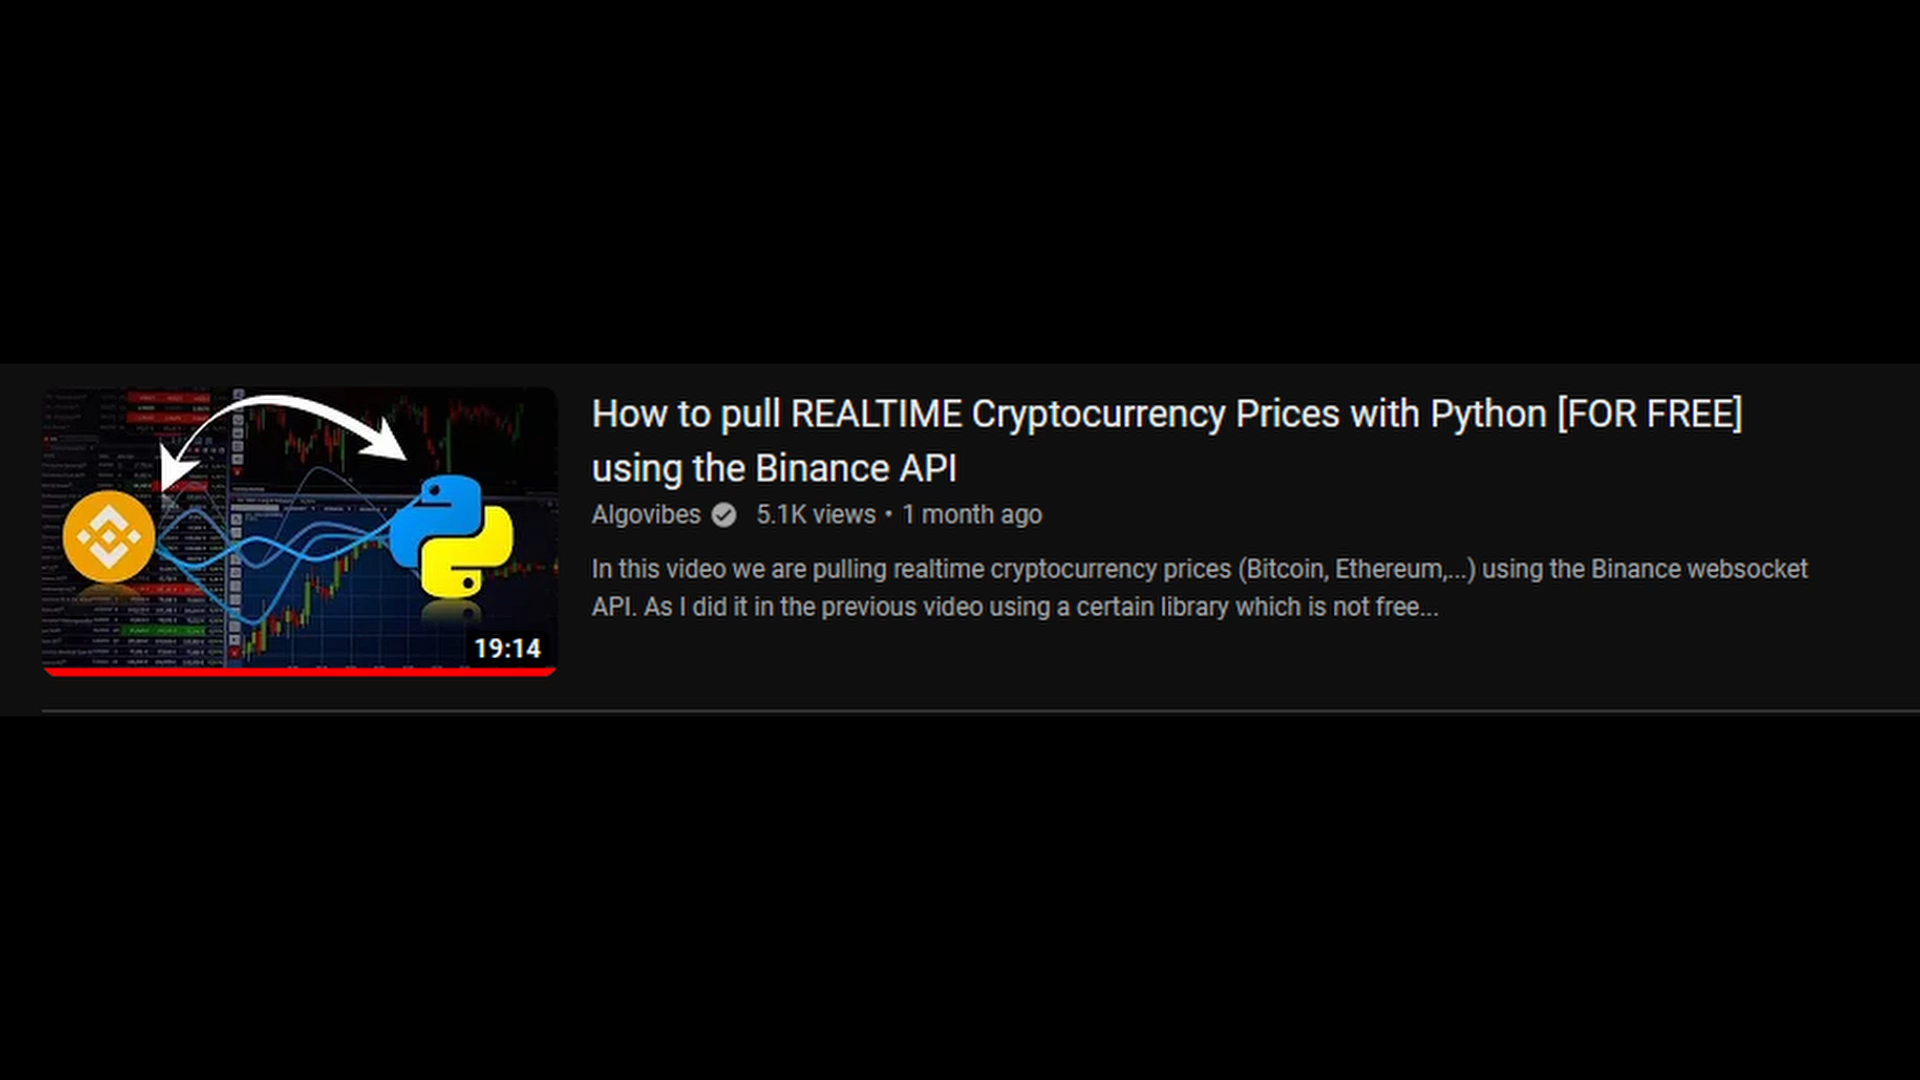 How to pull REALTIME Cryptocurrency Prices with Python [FOR FREE]
using the Binance API
Algovibes 5.1K views • 1 month ago
In this video we are pulling realtime cryptocurrency prices (Bitcoin, Ethereum,...) using the Binance websocket
API. As I did it in the previous video using a certain library which is not free...
19:14